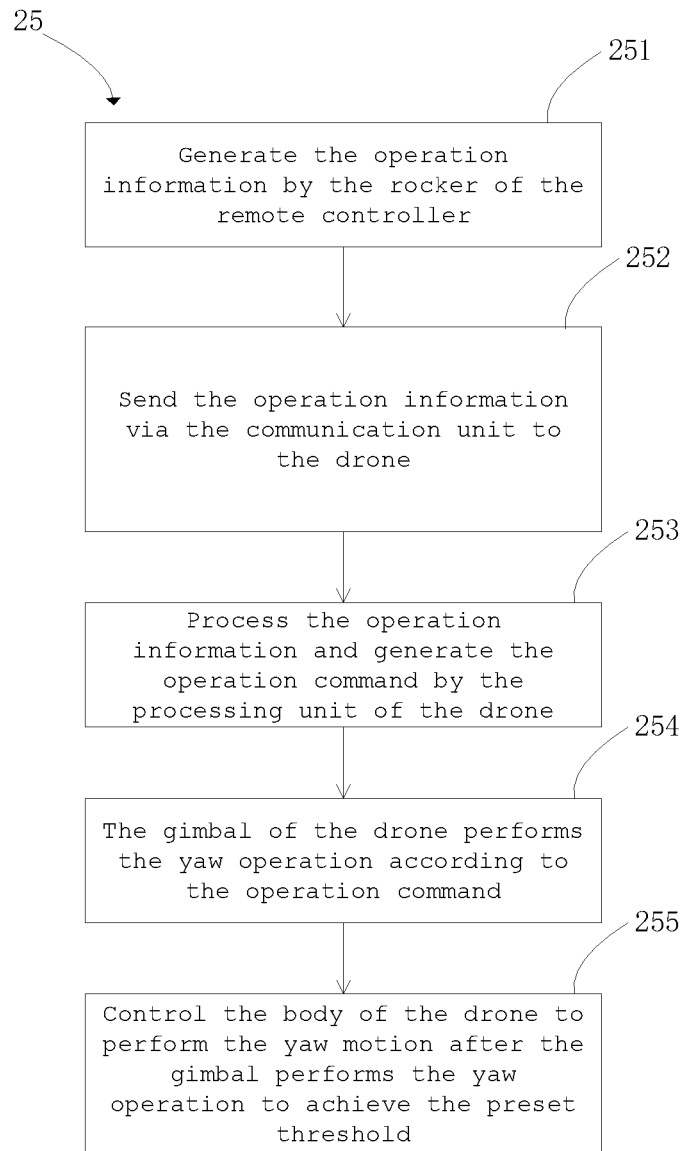 25
251
Generate the operation
information by the rocker of the
remote controller
252
Send the operation information
via the communication unit to
the drone
253
Process the operation
information and generate the
operation command by the
processing unit of the drone
254
The gimbal of the drone performs
the yaw operation according to
the operation command
255
Control the body of the drone to
perform the yaw motion after the
gimbal performs the yaw
operation to achieve the preset
threshold